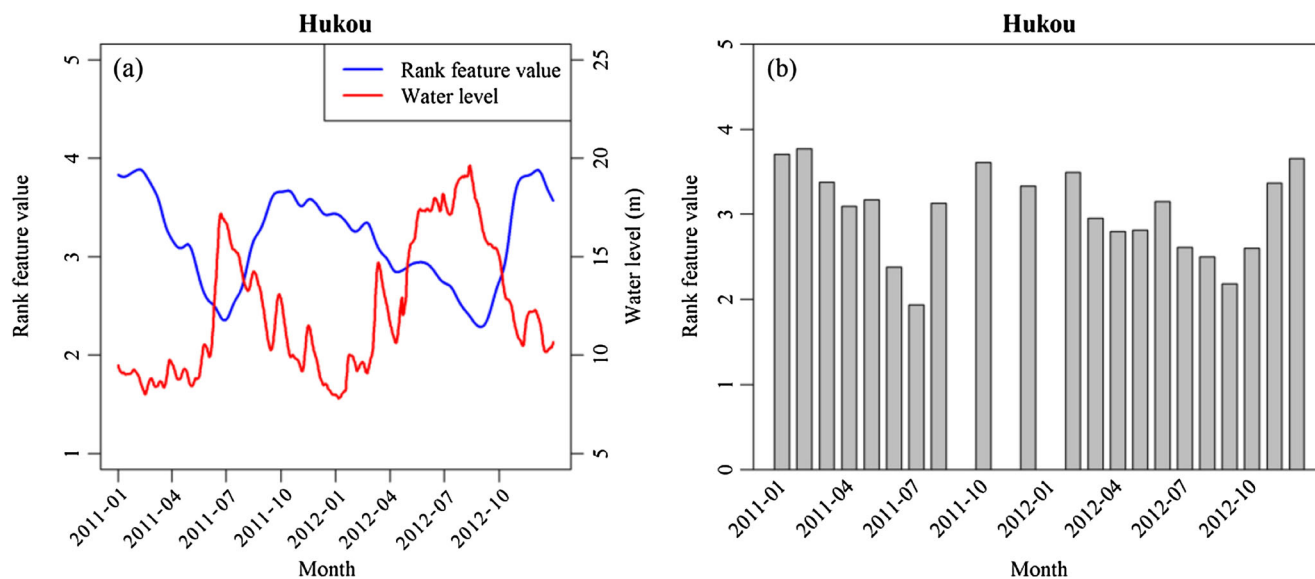 Hukou
(a)
Rank feature value
Water level
5
4
3
2
1
Rank feature value
25
20
15
10
5
Water level (m)
2011-01
2011-04
2011-07
2011-10
2012-01
2012-04
2012-07
2012-10
Month
Hukou
(b)
5
4
3
2
1
0
Rank feature value
2011-01
2011-04
2011-07
2011-10
2012-01
2012-04
2012-07
2012-10
Month